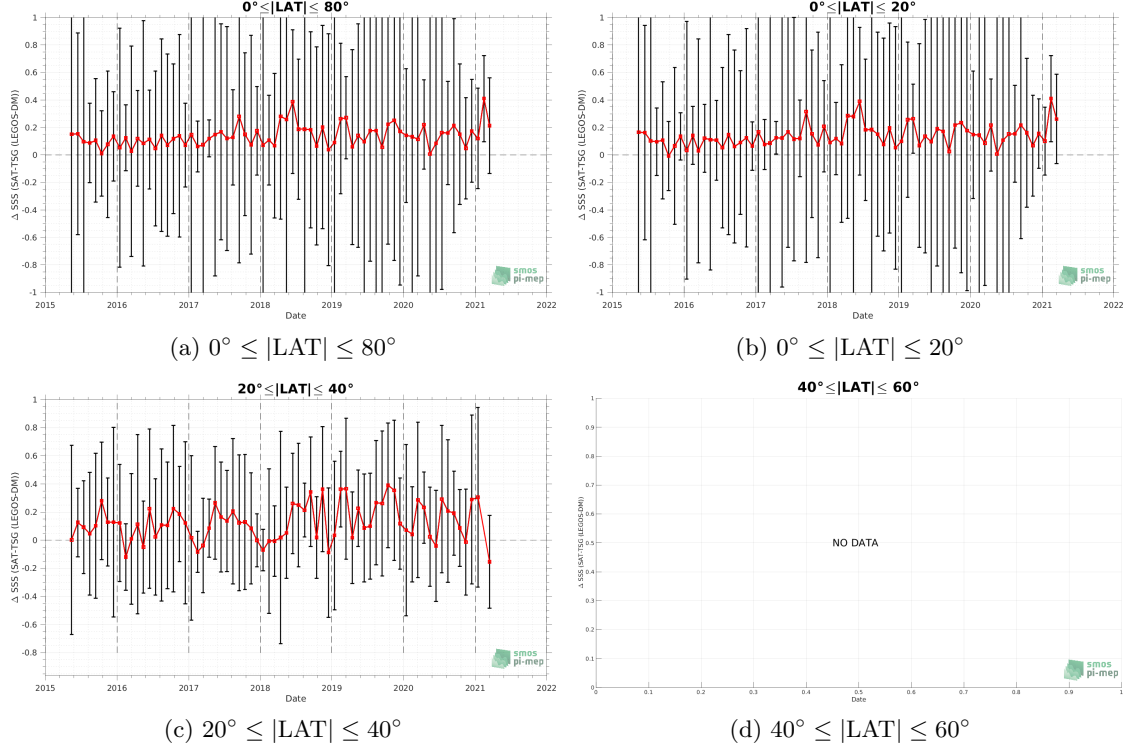 0°≤|LAT|≤ 80°
1
0.8
0.6
0.4
0.2
0
-0.2
-0.4
-0.6
-0.8
-1
Δ SSS (SAT-TSG (LEGOS-DM))
2015 2016 2017 2018 2019 2020 2021 2022
Date
smos
pi-mep
(a) 0° ≤ |LAT| ≤ 80°
0°≤|LAT|≤ 20°
1
0.8
0.6
0.4
0.2
0
-0.2
-0.4
-0.6
-0.8
-1
Δ SSS (SAT-TSG (LEGOS-DM))
2015 2016 2017 2018 2019 2020 2021 2022
Date
smos
pi-mep
(b) 0° ≤ |LAT| ≤ 20°
20°≤|LAT|≤ 40°
1
0.8
0.6
0.4
0.2
0
-0.2
-0.4
-0.6
-0.8
Δ SSS (SAT-TSG (LEGOS-DM))
2015 2016 2017 2018 2019 2020 2021 2022
Date
smos
pi-mep
(c) 20° ≤ |LAT| ≤ 40°
40°≤|LAT|≤ 60°
1
0.9
0.8
0.7
0.6
0.5
0.4
0.3
0.2
0.1
0
Δ SSS (SAT-TSG (LEGOS-DM))
NO DATA
0 0.1 0.2 0.3 0.4 0.5 0.6 0.7 0.8 0.9 1
Date
smos
pi-mep
(d) 40° ≤ |LAT| ≤ 60°